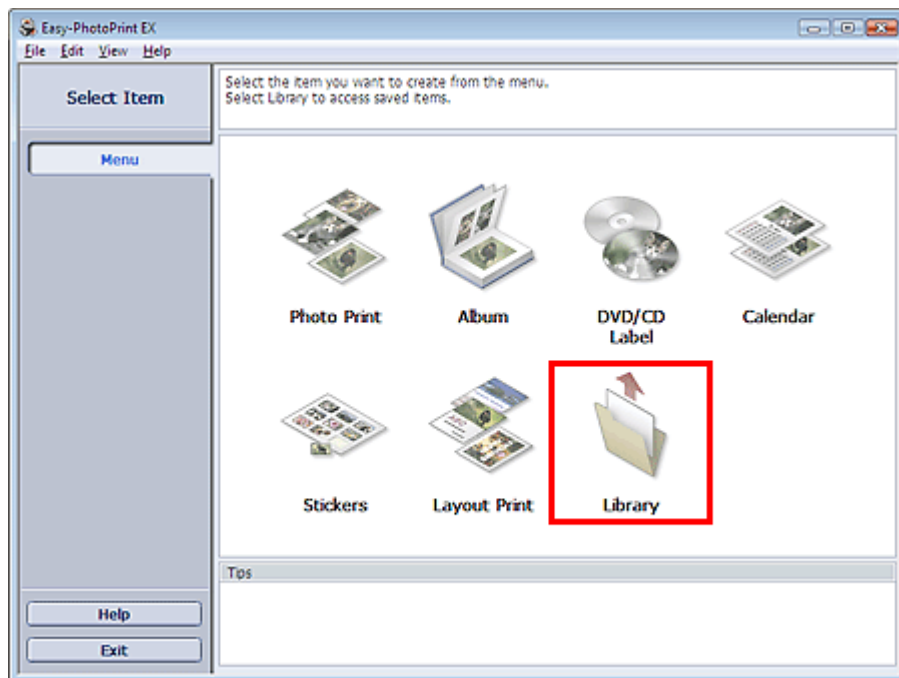 Easy-PhotoPrint EX
File Edit View Help
Select Item
Select the item you want to create from the menu.
Select Library to access saved items.
Menu
Photo Print
Album
DVD/CD
Label
Calendar
Stickers
Layout Print
Library
Tips
Help
Exit